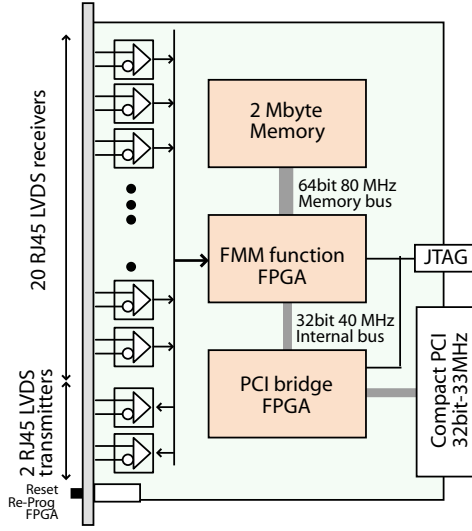 20 RJ45 LVDS receivers
2 RJ45 LVDS
transmitters
Reset
Re-Prog
FPGA
2 Mbyte
Memory
64bit 80 MHz
Memory bus
FMM function
FPGA
32bit 40 MHz
Internal bus
PCI bridge
FPGA
JTAG
Compact PCI
32bit-33MHz